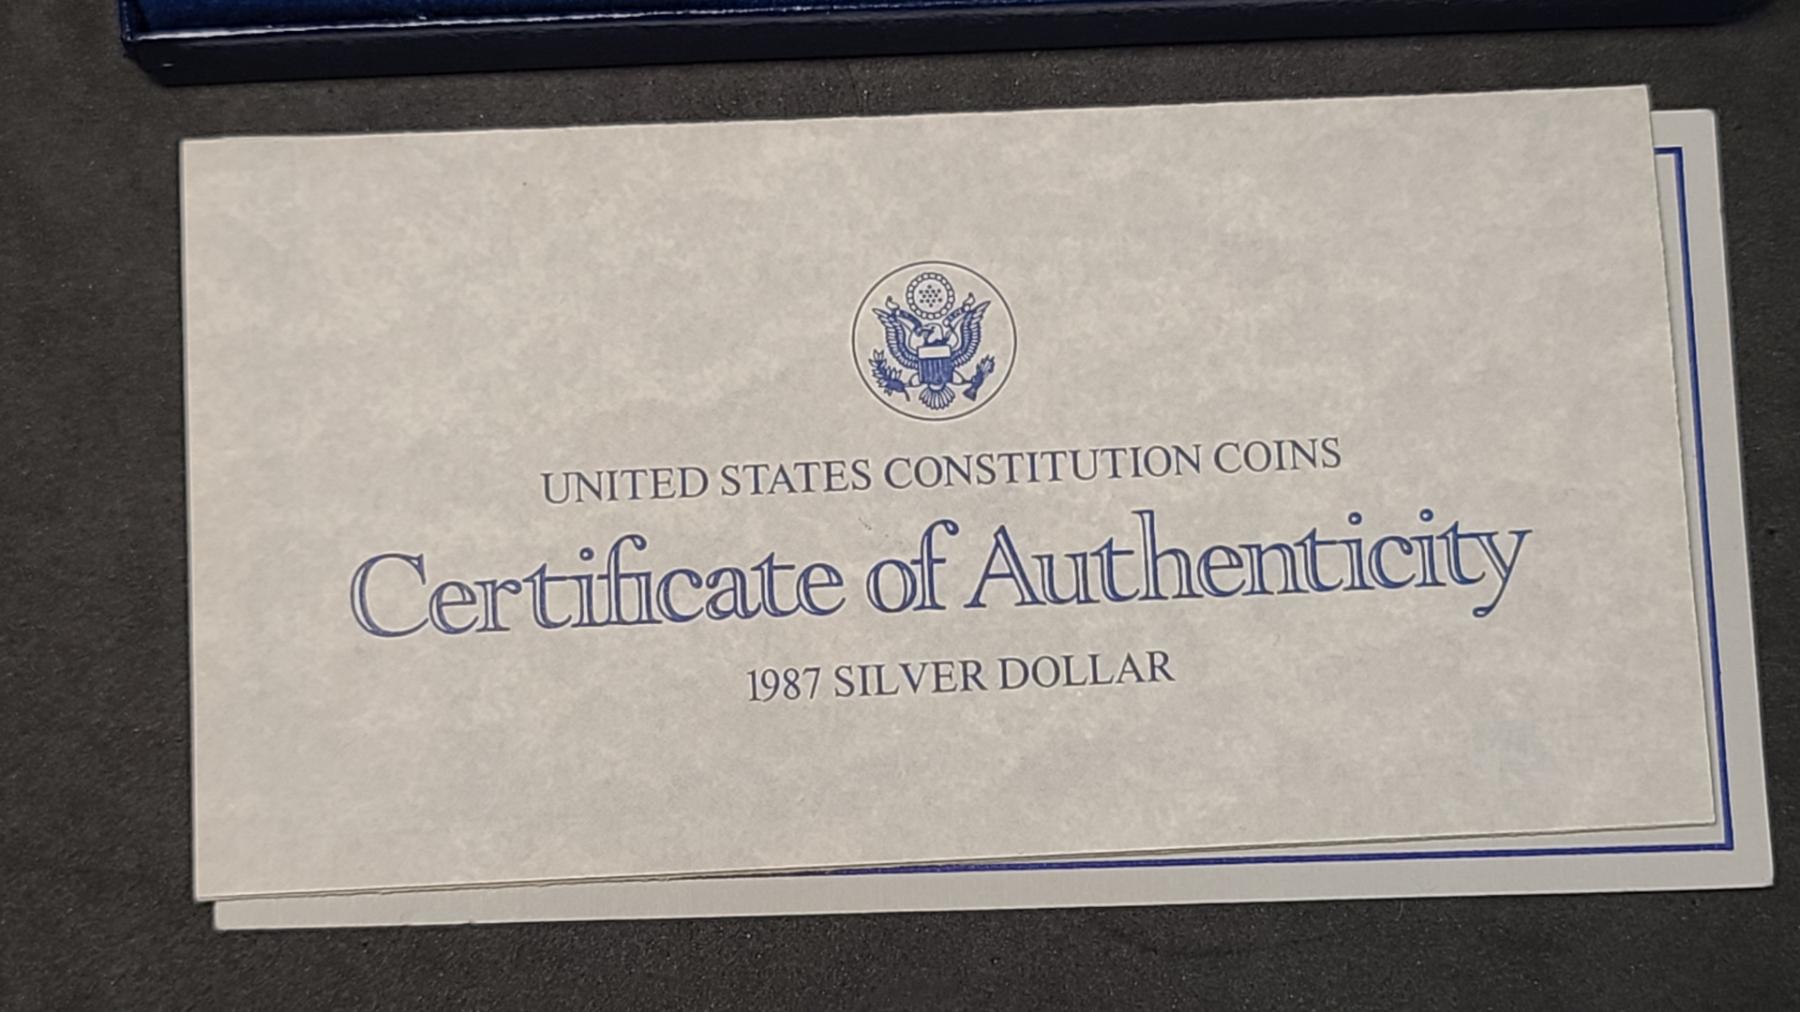 UNITED STATES CONSTITUTION COINS
Certificate of Authenticity
1987 SILVER DOLLAR